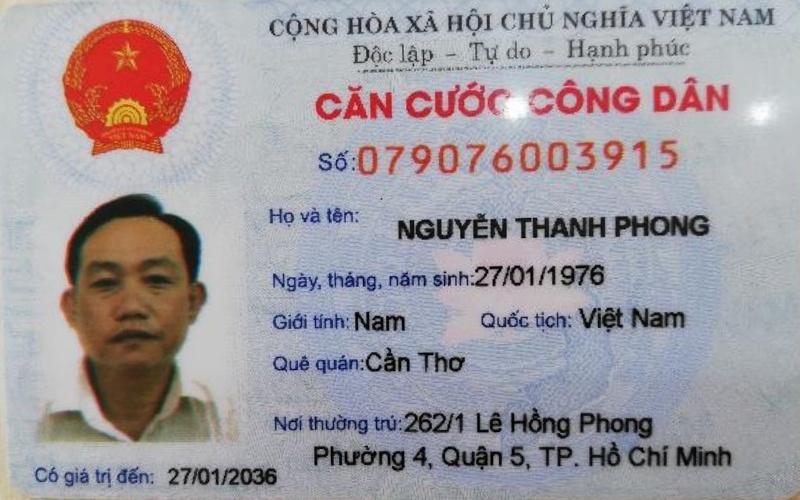 CỘNG HÒA XÃ HỘI CHỦ NGHĨA VIỆT NAM
Độc lập - Tự do - Hạnh phúc
CĂN CƯỚC CÔNG DÂN
Số: 079076003915
Họ và tên: NGUYỄN THANH PHONG
Ngày, tháng, năm sinh: 27/01/1976
Giới tính: Nam Quốc tịch: Việt Nam
Quê quán: Cần Thơ
Nơi thường trú: 262/1 Lê Hồng Phong
Phường 4, Quận 5, TP. Hồ Chí Minh
Có giá trị đến: 27/01/2036